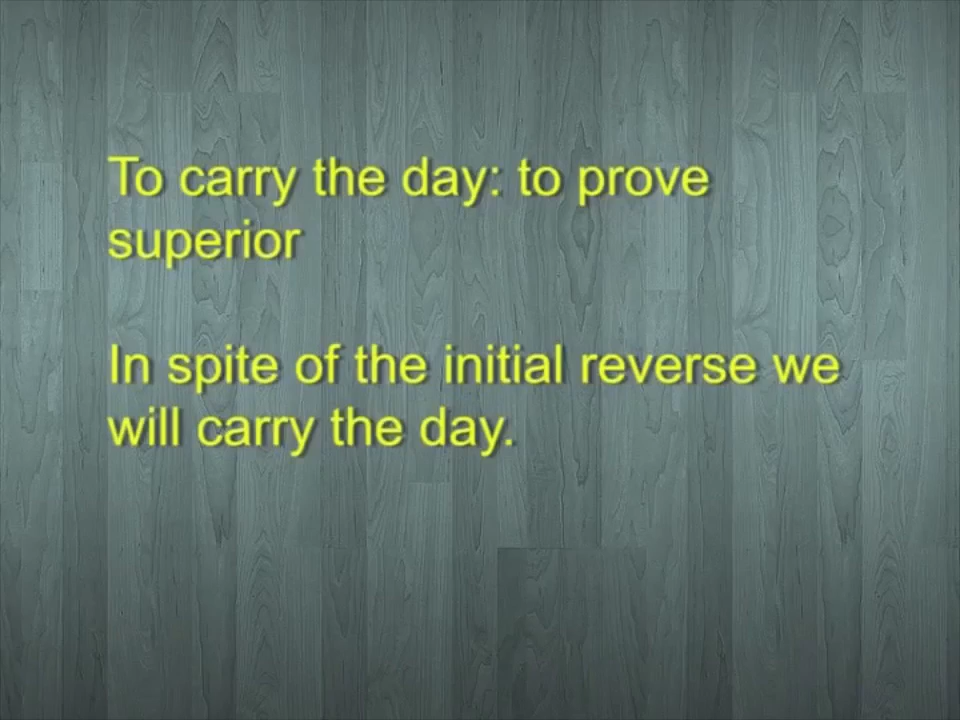 To carry the day: to prove
superior
In spite of the initial reverse we
will carry the day.